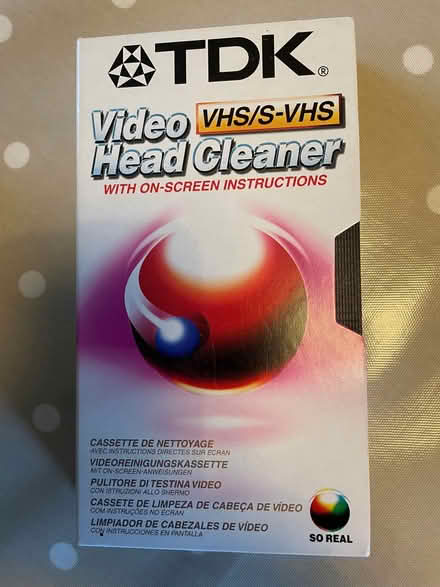 TDK®
Video VHS/S-VHS
Head Cleaner
WITH ON-SCREEN INSTRUCTIONS
CASSETTE DE NETTOYAGE
AVEC INSTRUCTIONS DIRECTES SUR ECRAN
VIDEOREINIGUNGSKASSETTE
MIT ON-SCREEN-ANWEISUNGEN
PULITORE DI TESTINA VIDEO
CON ISTRUZIONI ALLO SHERMO
CASSETE DE LIMPEZA DE CABEÇA DE VÍDEO
COM INSTRUÇÕES NO ECRAN
LIMPIADOR DE CABEZALES DE VÍDEO
CON INSTRUCCIONES EN PANTALLA
SO REAL